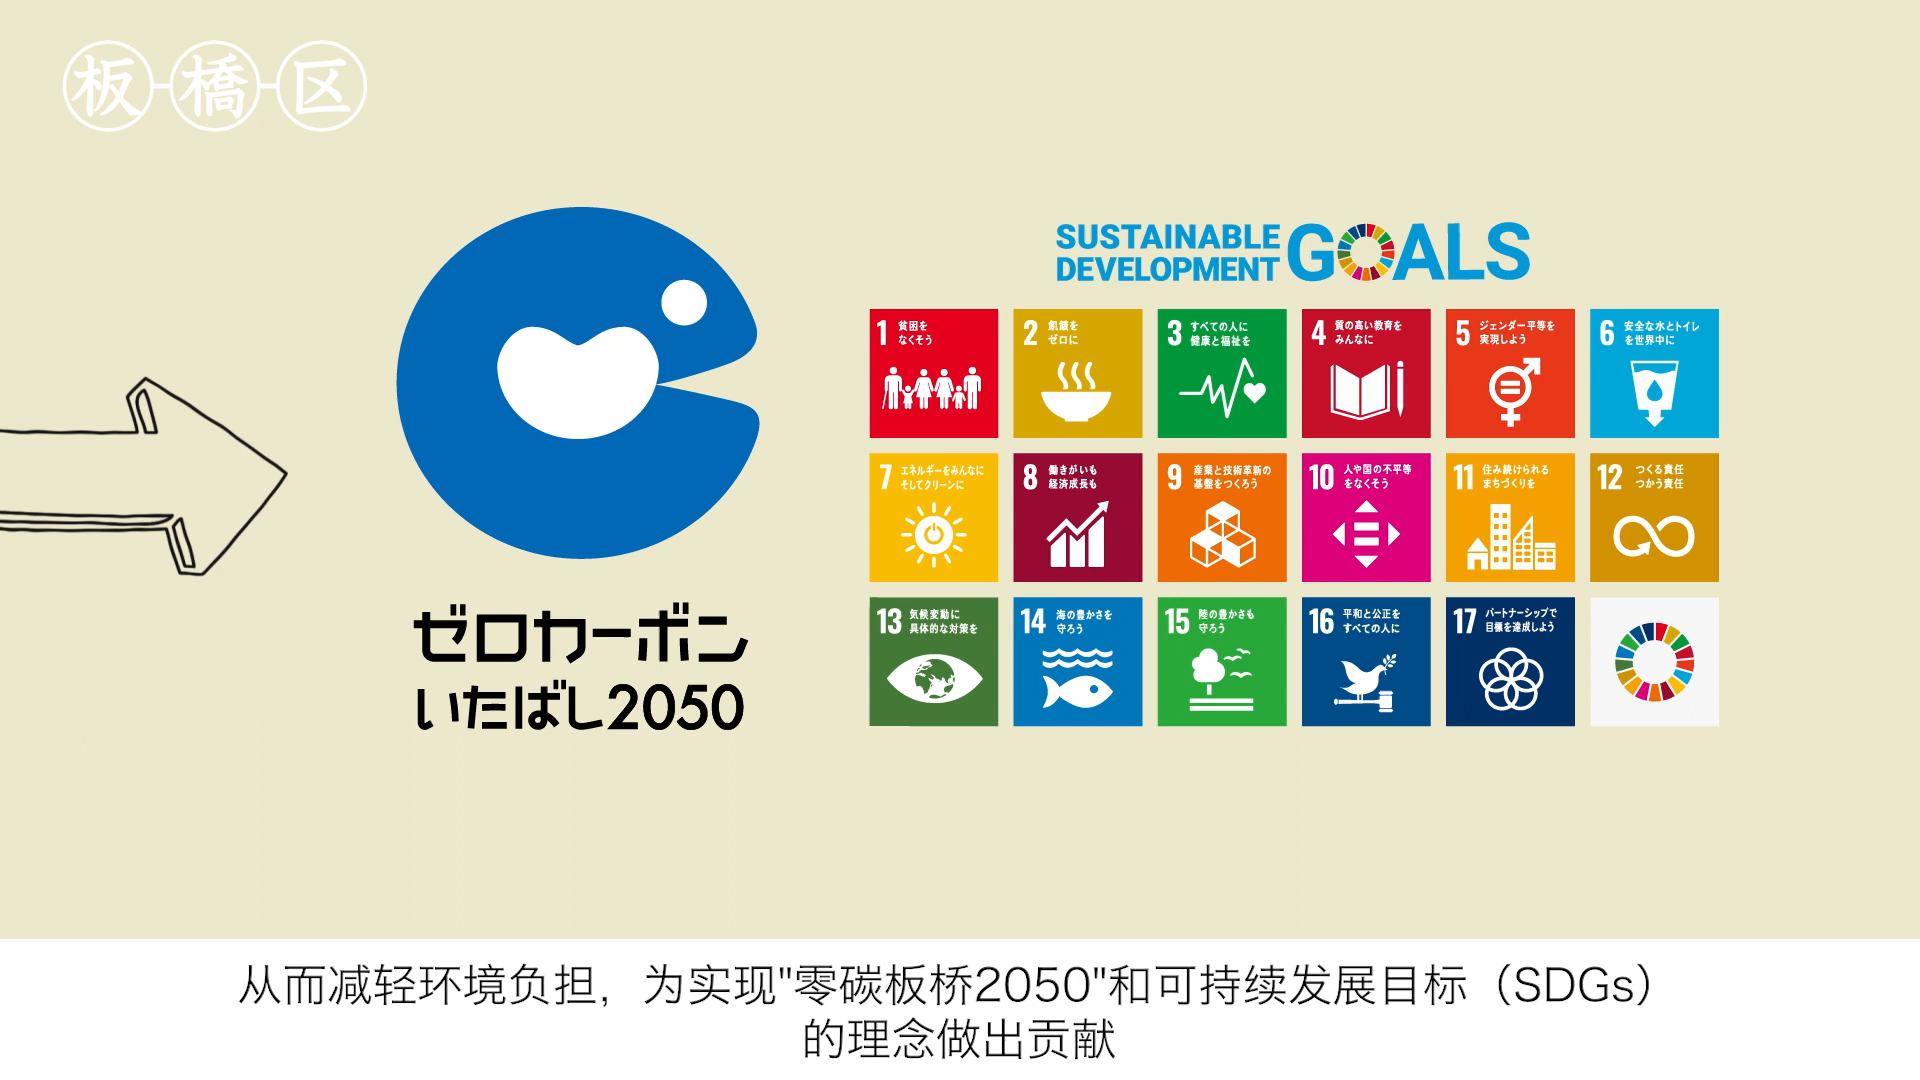 板橋区
ゼロカーボン
いたばし2050
SUSTAINABLE
DEVELOPMENT
GOALS
1 貧困を
なくそう
2 飢餓を
ゼロに
3 すべての人に
健康と福祉を
4 質の高い教育を
みんなに
5 ジェンダー平等を
実現しよう
6 安全な水とトイレ
を世界中に
7 エネルギーをみんなに
そしてクリーンに
8 働きがいも
経済成長も
9 産業と技術革新の
基盤をつくろう
10 人や国の不平等
をなくそう
11 住み続けられる
まちづくりを
12 つくる責任
つかう責任
13 気候変動に
具体的な対策を
14 海の豊かさを
守ろう
15 陸の豊かさも
守ろう
16 平和と公正を
すべての人に
17 パートナーシップで
目標を達成しよう
从而减轻环境负担，为实现"零碳板桥2050"和可持续发展目标（SDGs）
的理念做出贡献